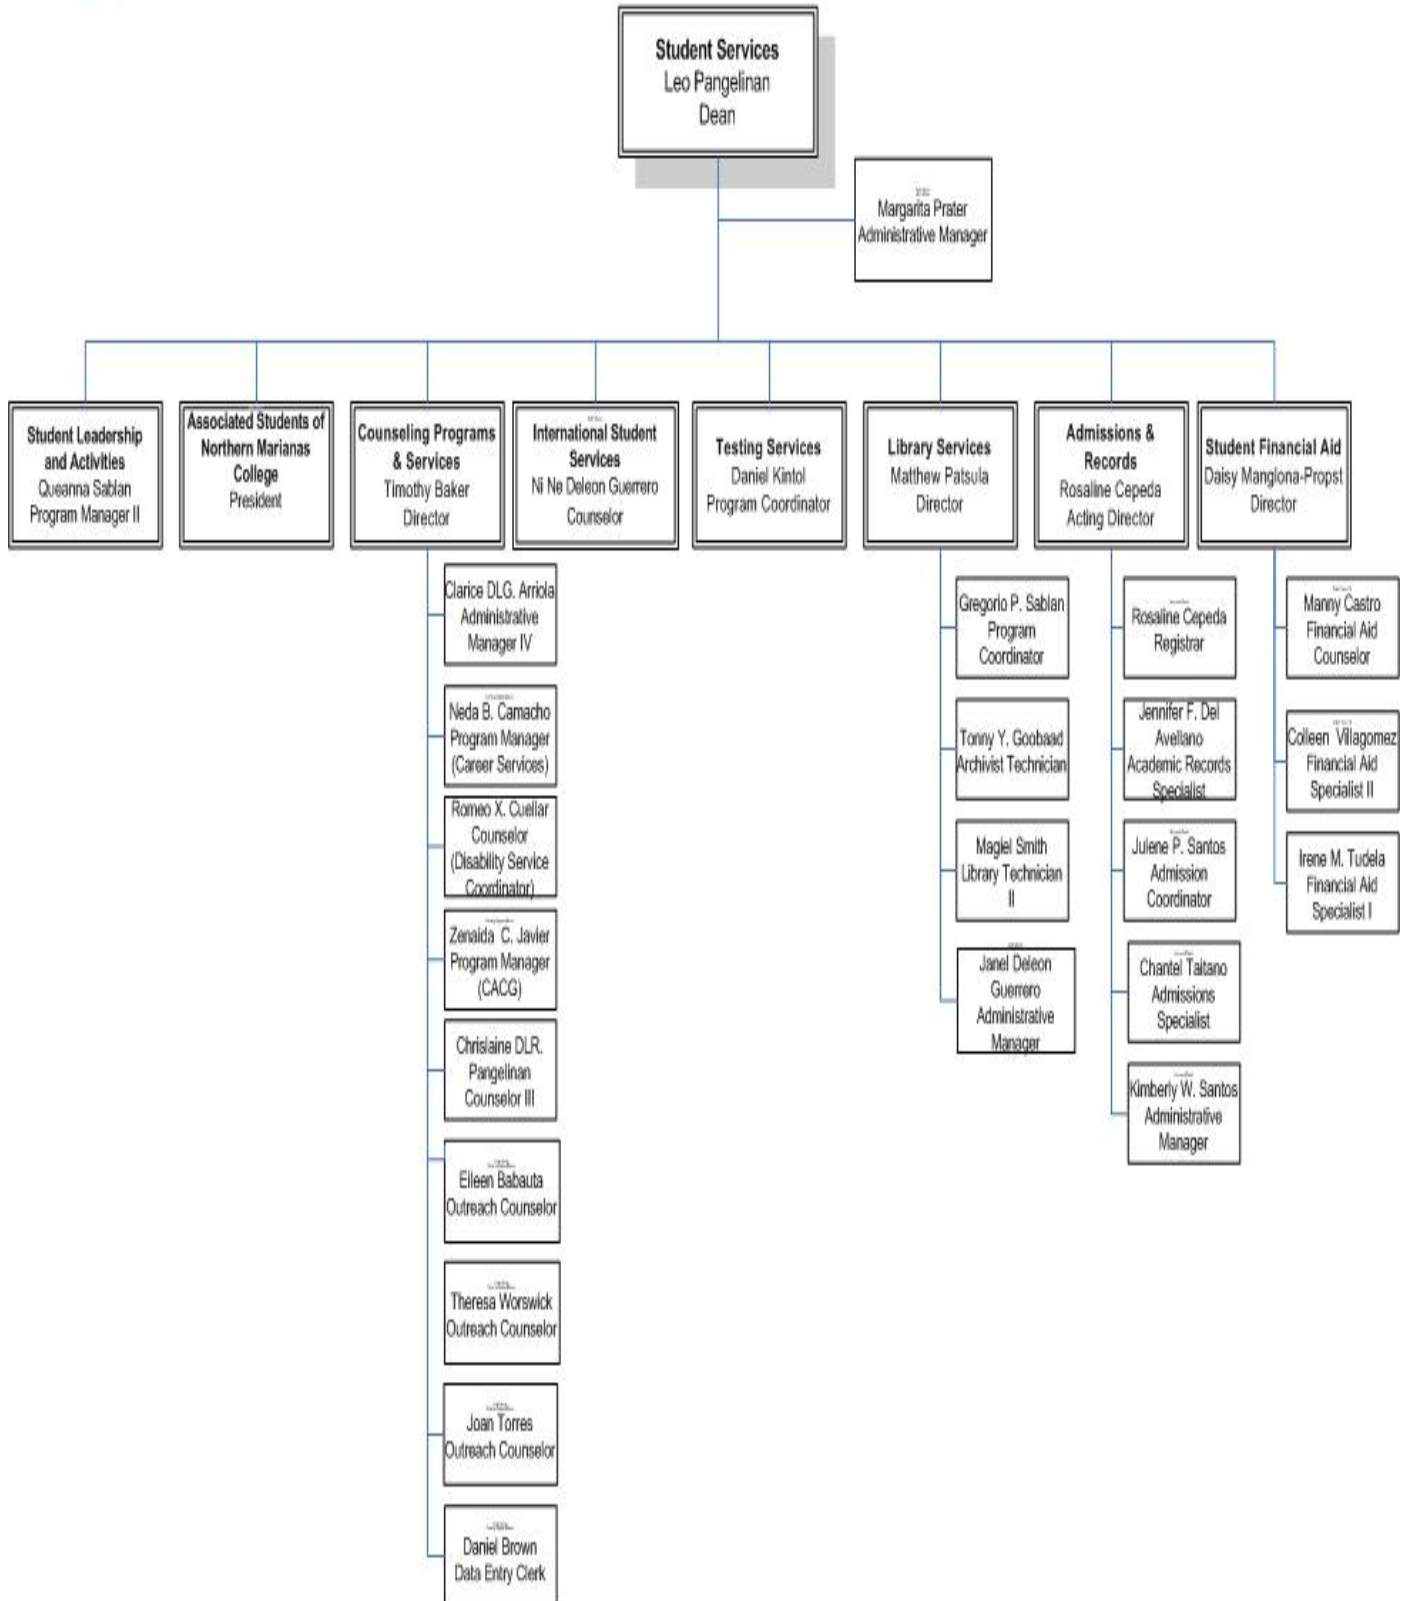 Student Services
Leo Pangelinan
Dean
Margarita Prater
Administrative Manager
Student Leadership
and Activities
Queanna Sablan
Program Manager II
Associated Students of
Northern Marianas
College
President
Counseling Programs
& Services
Timothy Baker
Director
International Student
Services
Ni Ne Deleon Guerrero
Counselor
Testing Services
Daniel Kintol
Program Coordinator
Library Services
Matthew Patsula
Director
Admissions &
Records
Rosaline Cepeda
Acting Director
Student Financial Aid
Daisy Manglona-Propst
Director
Clarice DLG. Arriola
Administrative
Manager IV
Neda B. Camacho
Program Manager
(Career Services)
Romeo X. Cuellar
Counselor
(Disability Service
Coordinator)
Zenaida C. Javier
Program Manager
(CACG)
Chrislaine DLR.
Pangelinan
Counselor III
Eileen Babauta
Outreach Counselor
Theresa Worswick
Outreach Counselor
Joan Torres
Outreach Counselor
Daniel Brown
Data Entry Clerk
Gregorio P. Sablan
Program
Coordinator
Tonny Y. Goobaad
Archivist Technician
Magiel Smith
Library Technician
II
Janel Deleon
Guerrero
Administrative
Manager
Rosaline Cepeda
Registrar
Jennifer F. Del
Avellano
Academic Records
Specialist
Julene P. Santos
Admission
Coordinator
Chantel Taitano
Admissions
Specialist
Kimberly W. Santos
Administrative
Manager
Manny Castro
Financial Aid
Counselor
Colleen Villagomez
Financial Aid
Specialist II
Irene M. Tudela
Financial Aid
Specialist I